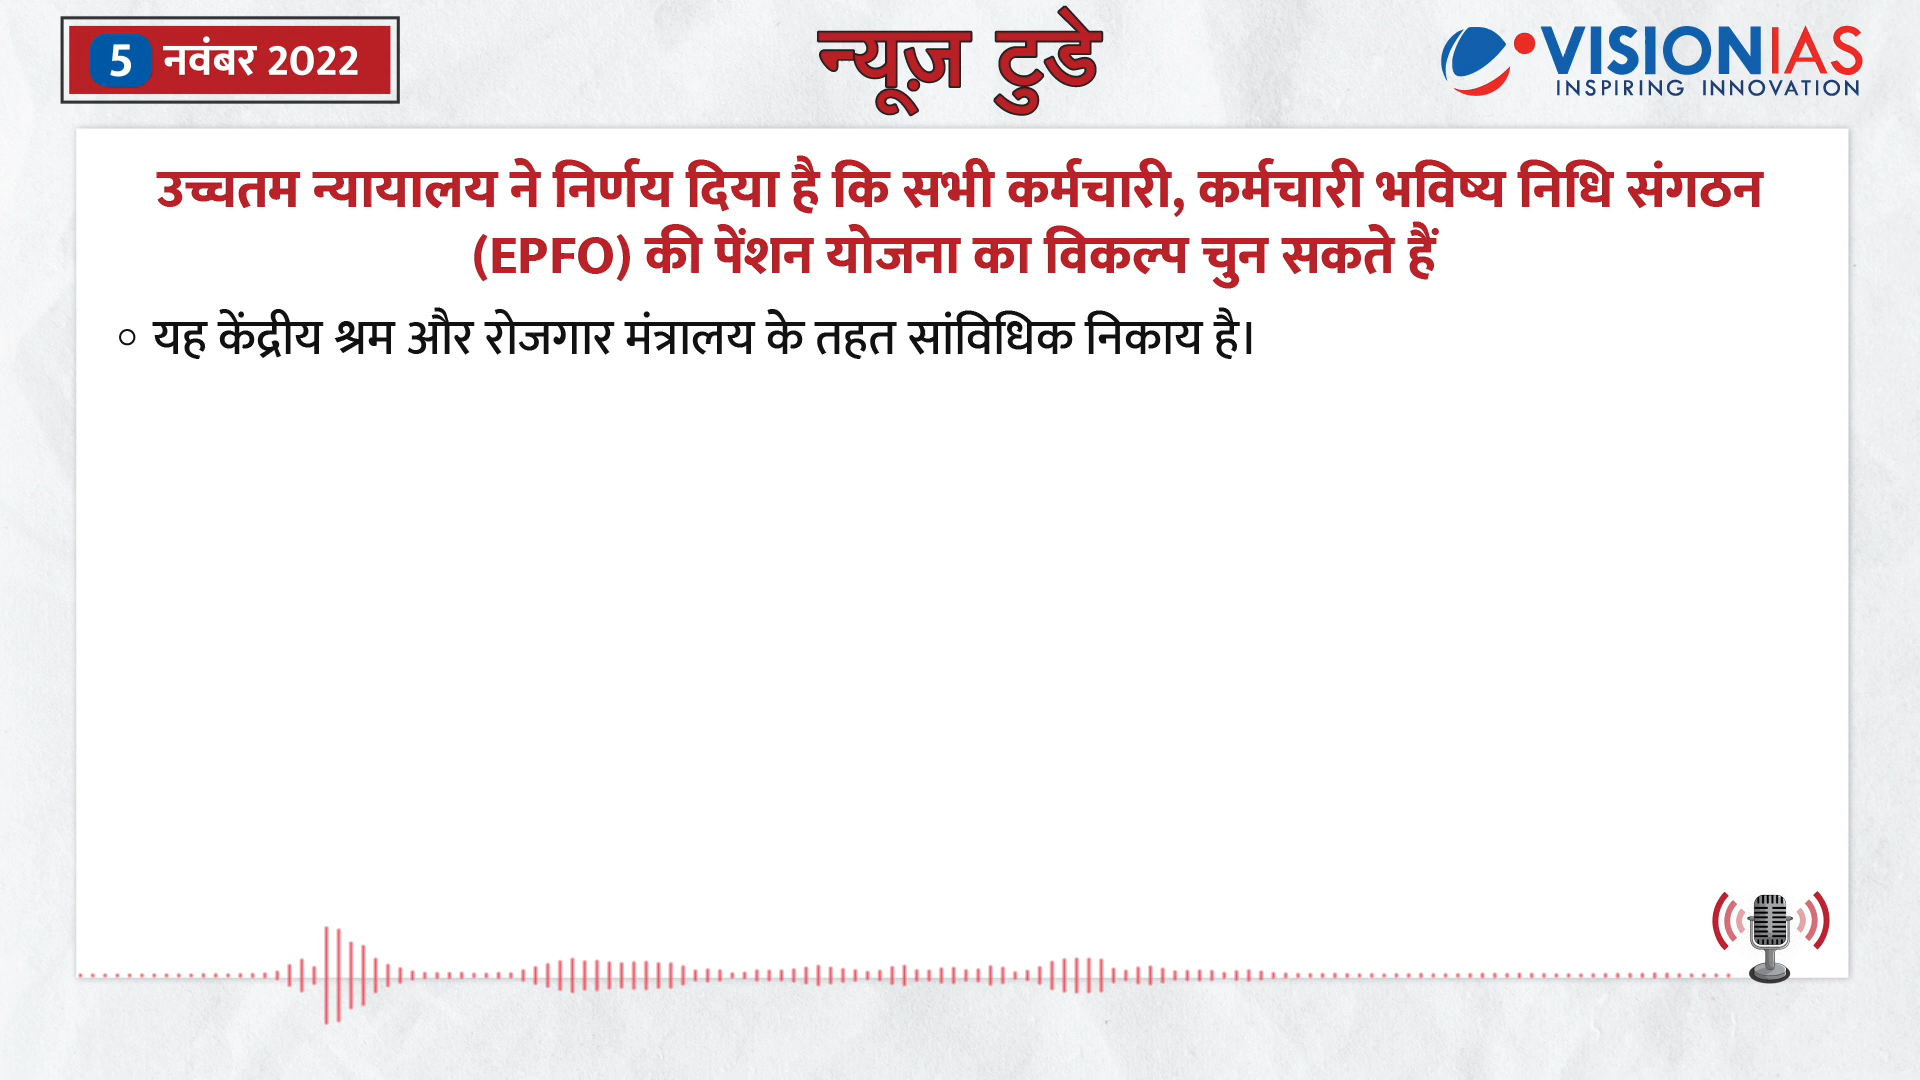 5 नवंबर 2022
न्यूज़ टुडे
VISIONIAS
INSPIRING INNOVATION
उच्चतम न्यायालय ने निर्णय दिया है कि सभी कर्मचारी, कर्मचारी भविष्य निधि संगठन
(EPFO) की पेंशन योजना का विकल्प चुन सकते हैं
◦ यह केंद्रीय श्रम और रोजगार मंत्रालय के तहत सांविधिक निकाय है।